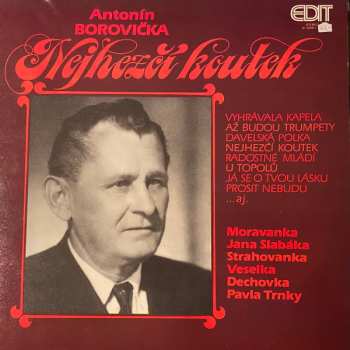 Antonín
BOROVIČKA
EDIT
Nejhezčí koutek
VYHRÁVALA KAPELA
AŽ BUDOU TRUMPETY
DAVELSKÁ POLKA
NEJHEZČÍ KOUTEK
RADOSTNÉ MLÁDÍ
U TOPOLŮ
JÁ SE O TVOU LÁSKU
PROSIT NEBUDU
...aj.
Moravanka
Jana Slabáka
Strahovanka
Veselka
Dechovka
Pavla Trnky